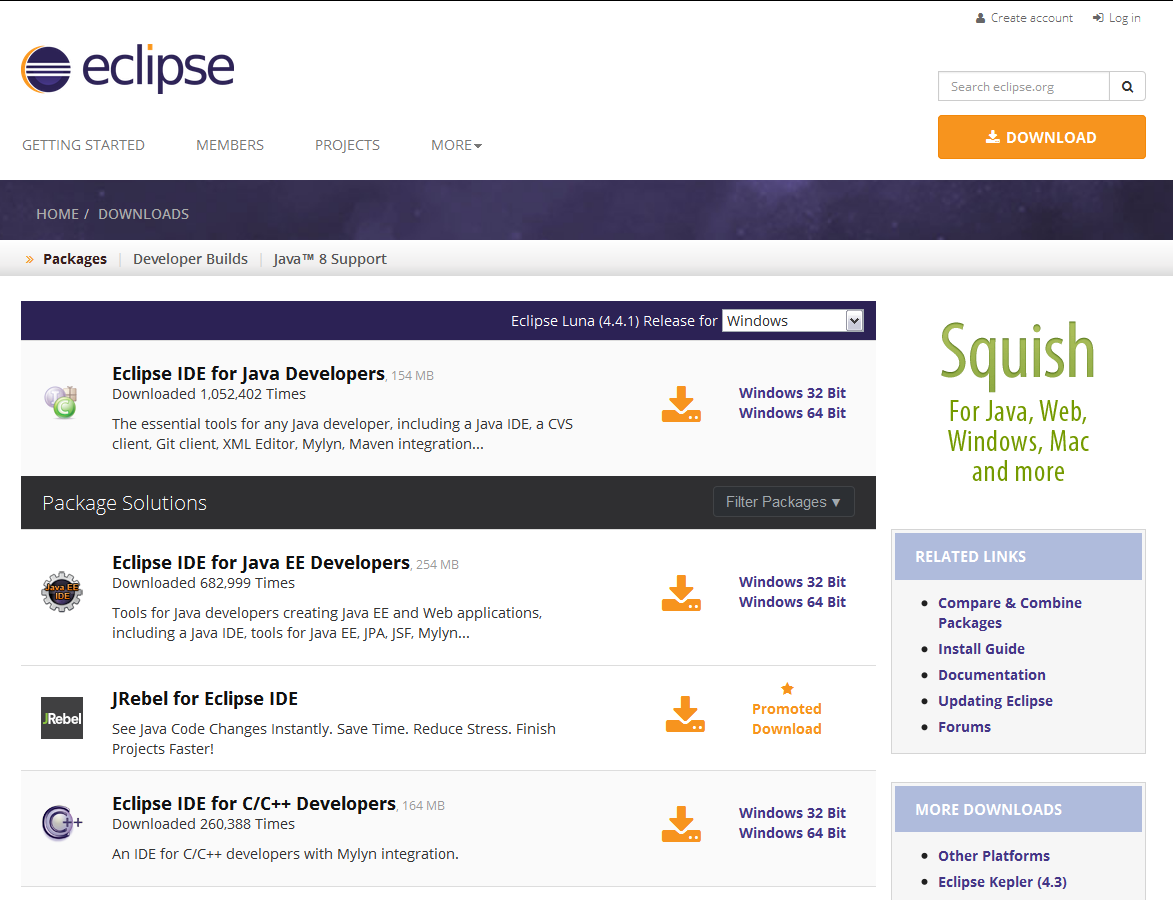 Create account
Log in
eclipse
Search eclipse.org
DOWNLOAD
GETTING STARTED
MEMBERS
PROJECTS
MORE
HOME / DOWNLOADS
» Packages
Developer Builds
Java™ 8 Support
Eclipse Luna (4.4.1) Release for Windows
Eclipse IDE for Java Developers, 154 MB
Downloaded 1,052,402 Times
The essential tools for any Java developer, including a Java IDE, a CVS
client, Git client, XML Editor, Mylyn, Maven integration...
Windows 32 Bit
Windows 64 Bit
Package Solutions
Filter Packages ▼
Java EE
IDE
Eclipse IDE for Java EE Developers, 254 MB
Downloaded 682,999 Times
Tools for Java developers creating Java EE and Web applications,
including a Java IDE, tools for Java EE, JPA, JSF, Mylyn...
Windows 32 Bit
Windows 64 Bit
JRebel
JRebel for Eclipse IDE
See Java Code Changes Instantly. Save Time. Reduce Stress. Finish
Projects Faster!
Promoted
Download
C++
Eclipse IDE for C/C++ Developers, 164 MB
Downloaded 260,388 Times
An IDE for C/C++ developers with Mylyn integration.
Windows 32 Bit
Windows 64 Bit
Squish
For Java, Web,
Windows, Mac
and more
RELATED LINKS
Compare & Combine
Packages
Install Guide
Documentation
Updating Eclipse
Forums
MORE DOWNLOADS
Other Platforms
Eclipse Kepler (4.3)